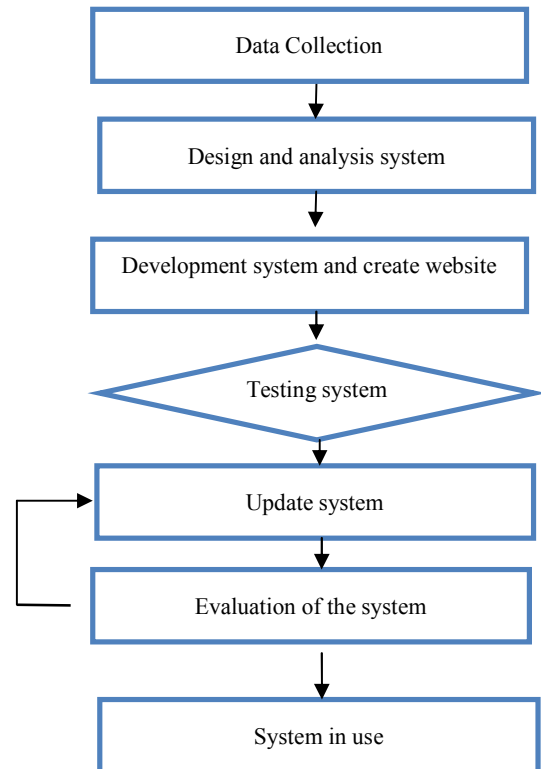 Data Collection
Design and analysis system
Development system and create website
Testing system
Update system
Evaluation of the system
System in use